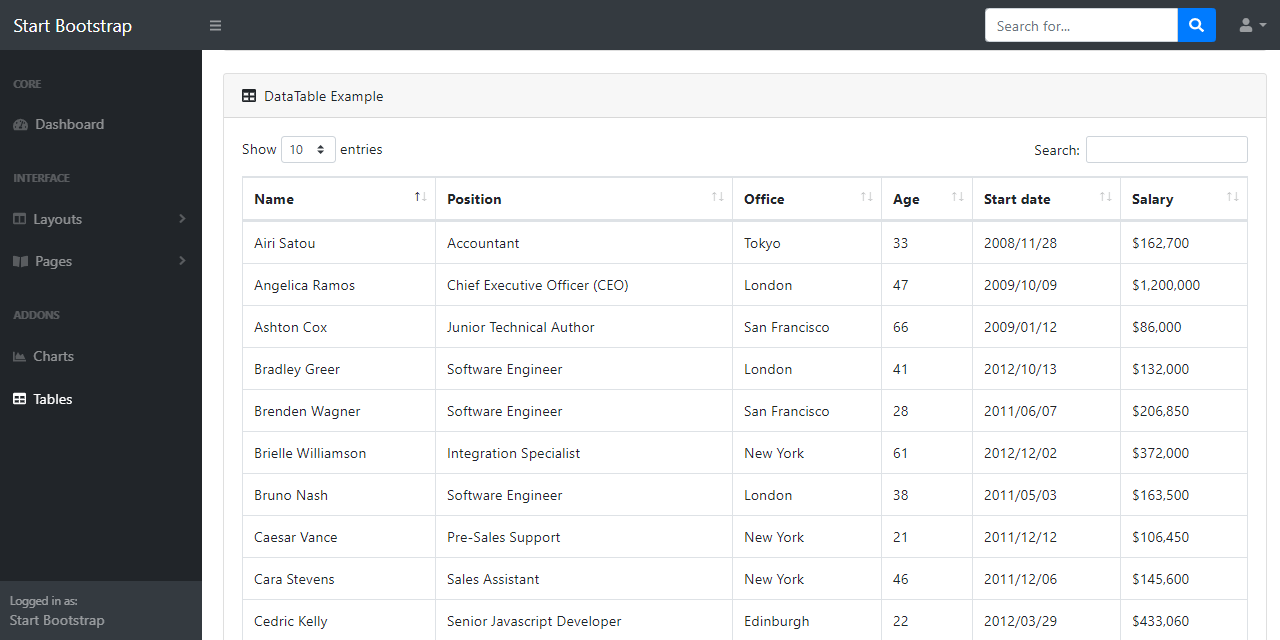 Start Bootstrap
Search for...
CORE
Dashboard
INTERFACE
Layouts
Pages
ADDONS
Charts
Tables
Logged in as:
Start Bootstrap
DataTable Example
Show 10 entries Search:
Name Position Office Age Start date Salary
Airi Satou Accountant Tokyo 33 2008/11/28 $162,700
Angelica Ramos Chief Executive Officer (CEO) London 47 2009/10/09 $1,200,000
Ashton Cox Junior Technical Author San Francisco 66 2009/01/12 $86,000
Bradley Greer Software Engineer London 41 2012/10/13 $132,000
Brenden Wagner Software Engineer San Francisco 28 2011/06/07 $206,850
Brielle Williamson Integration Specialist New York 61 2012/12/02 $372,000
Bruno Nash Software Engineer London 38 2011/05/03 $163,500
Caesar Vance Pre-Sales Support New York 21 2011/12/12 $106,450
Cara Stevens Sales Assistant New York 46 2011/12/06 $145,600
Cedric Kelly Senior Javascript Developer Edinburgh 22 2012/03/29 $433,060